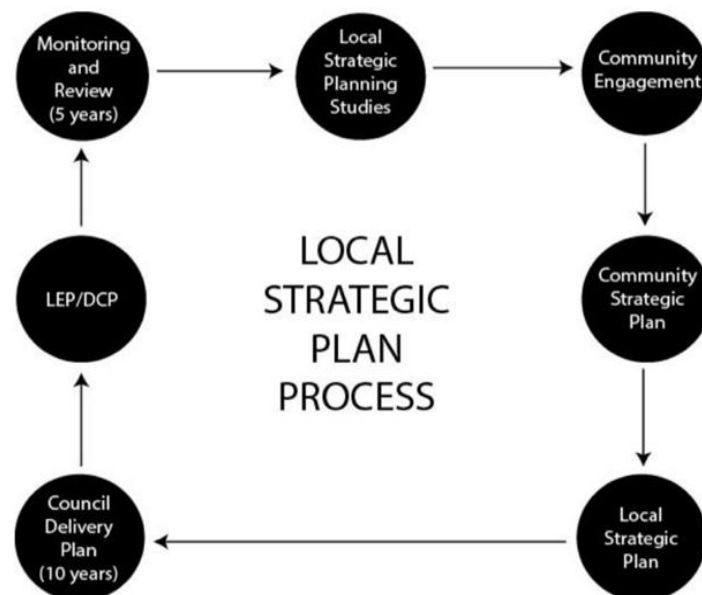 Monitoring
and
Review
(5 years)
Local
Strategic
Planning
Studies
Community
Engagement
LEP/DCP
LOCAL
STRATEGIC
PLAN
PROCESS
Community
Strategic
Plan
Council
Delivery
Plan
(10 years)
Local
Strategic
Plan